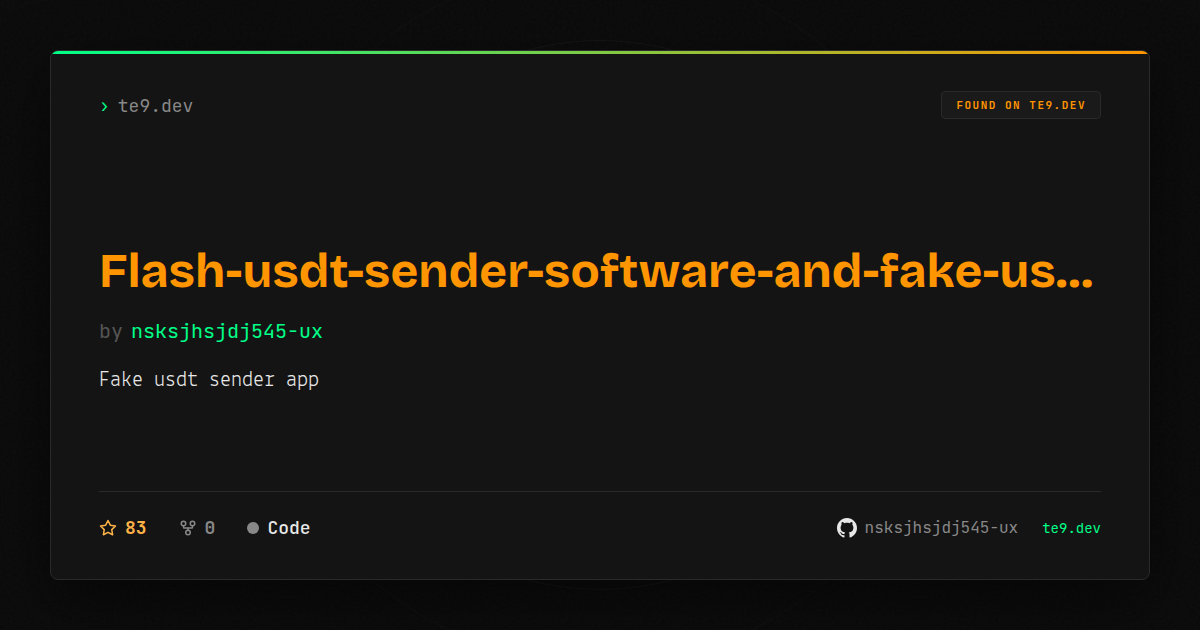 › te9.dev
FOUND ON TE9.DEV
Flash-usdt-sender-software-and-fake-us...
by nsksjhsjdj545-ux
Fake usdt sender app
83 0 Code
nsksjhsjdj545-ux te9.dev